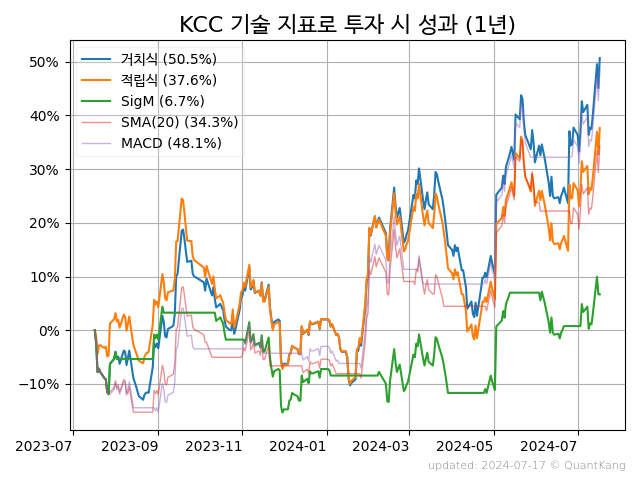 KCC 기술 지표로 투자 시 성과 (1년)
거치식 (50.5%)
적립식 (37.6%)
SigM (6.7%)
SMA(20) (34.3%)
MACD (48.1%)
50%
40%
30%
20%
10%
0%
−10%
2023-07 2023-09 2023-11 2024-01 2024-03 2024-05 2024-07
updated: 2024-07-17 © QuantKang